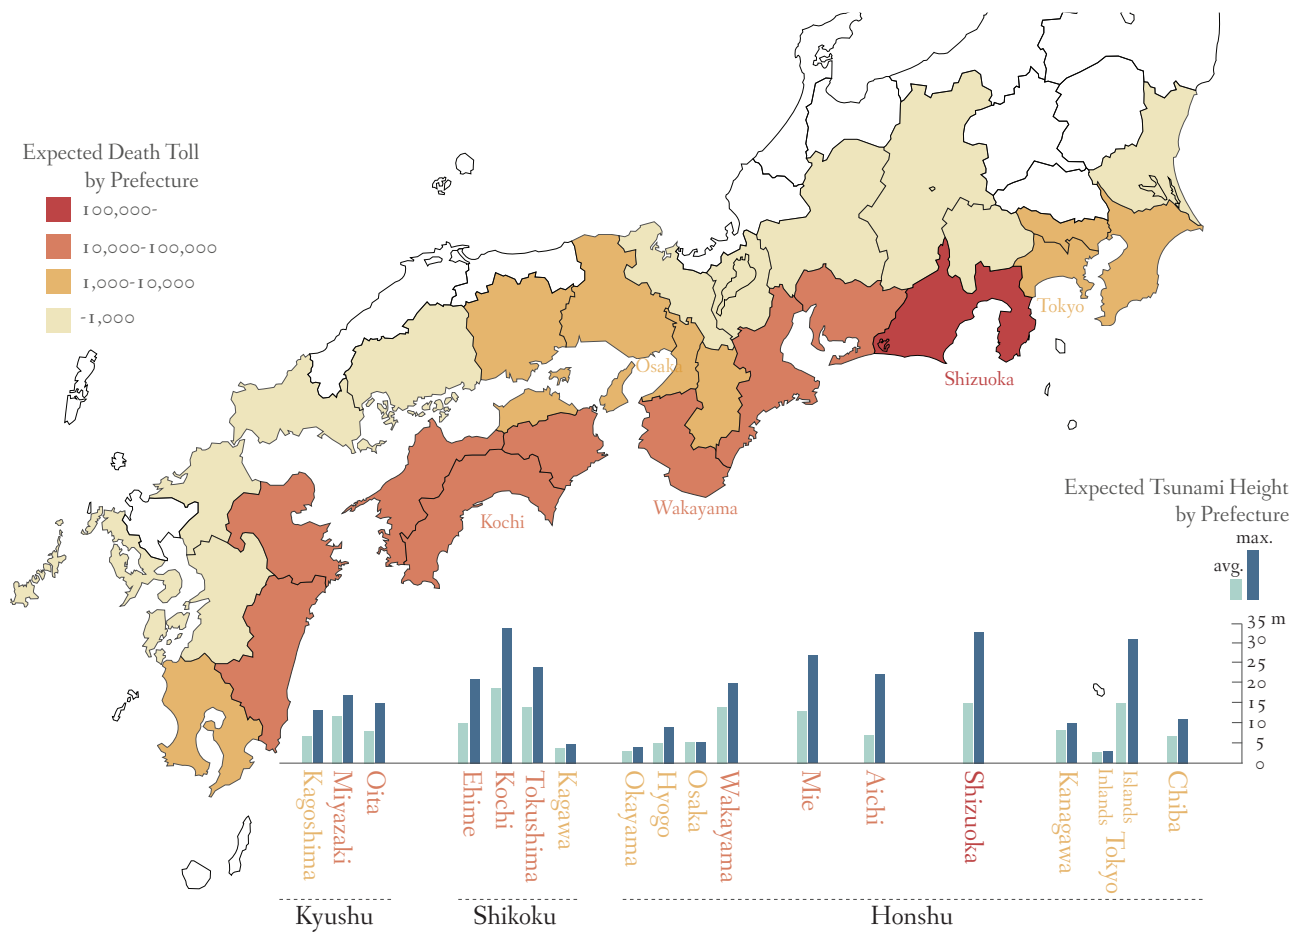 Expected Death Toll
by Prefecture
100,000-
10,000-100,000
1,000-10,000
-1,000
Tokyo
Osaka
Shizuoka
Wakayama
Kochi
Expected Tsunami Height
by Prefecture
max.
avg.
35 m
30
25
20
15
10
5
0
Kagoshima
Miyazaki
Oita
Ehime
Kochi
Tokushima
Kagawa
Okayama
Hyogo
Osaka
Wakayama
Mie
Aichi
Shizuoka
Kanagawa
Inlands
Islands
Tokyo
Chiba
Kyushu
Shikoku
Honshu